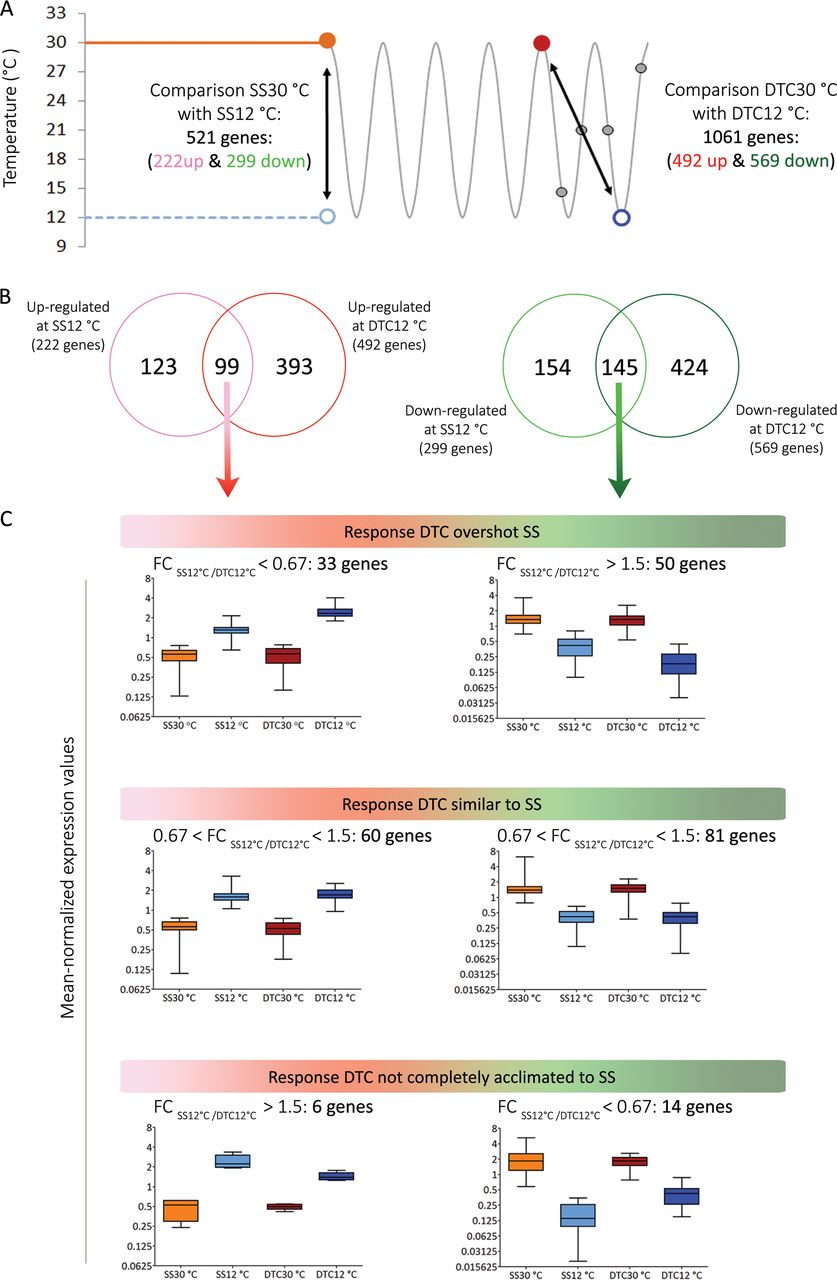 A
Temperature (°C)
33
30
27
24
21
18
15
12
9
Comparison SS30 °C
with SS12 °C:
521 genes:
(222up & 299 down)
Comparison DTC30 °C
with DTC12 °C:
1061 genes:
(492 up & 569 down)
B
Up-regulated
at SS12 °C
(222 genes)
123
99
393
Up-regulated
at DTC12 °C
(492 genes)
Down-regulated
at SS12 °C
(299 genes)
154
145
424
Down-regulated
at DTC12 °C
(569 genes)
C
Mean-normalized expression values
Response DTC overshot SS
FC SS12°C /DTC12°C < 0.67: 33 genes
8
4
2
1
0.5
0.25
0.125
0.0625
SS30 °C SS12 °C DTC30 °C DTC12 °C
FC SS12°C /DTC12°C > 1.5: 50 genes
8
4
2
1
0.5
0.25
0.125
0.0625
0.03125
0.015625
SS30 °C SS12 °C DTC30 °C DTC12 °C
Response DTC similar to SS
0.67 < FC SS12°C /DTC12°C < 1.5: 60 genes
8
4
2
1
0.5
0.25
0.125
0.0625
SS30 °C SS12 °C DTC30 °C DTC12 °C
0.67 < FC SS12°C /DTC12°C < 1.5: 81 genes
8
4
2
1
0.5
0.25
0.125
0.0625
0.03125
0.015625
SS30 °C SS12 °C DTC30 °C DTC12 °C
Response DTC not completely acclimated to SS
FC SS12°C /DTC12°C > 1.5: 6 genes
8
4
2
1
0.5
0.25
0.125
0.0625
SS30 °C SS12 °C DTC30 °C DTC12 °C
FC SS12°C /DTC12°C < 0.67: 14 genes
8
4
2
1
0.5
0.25
0.125
0.0625
0.03125
0.015625
SS30 °C SS12 °C DTC30 °C DTC12 °C